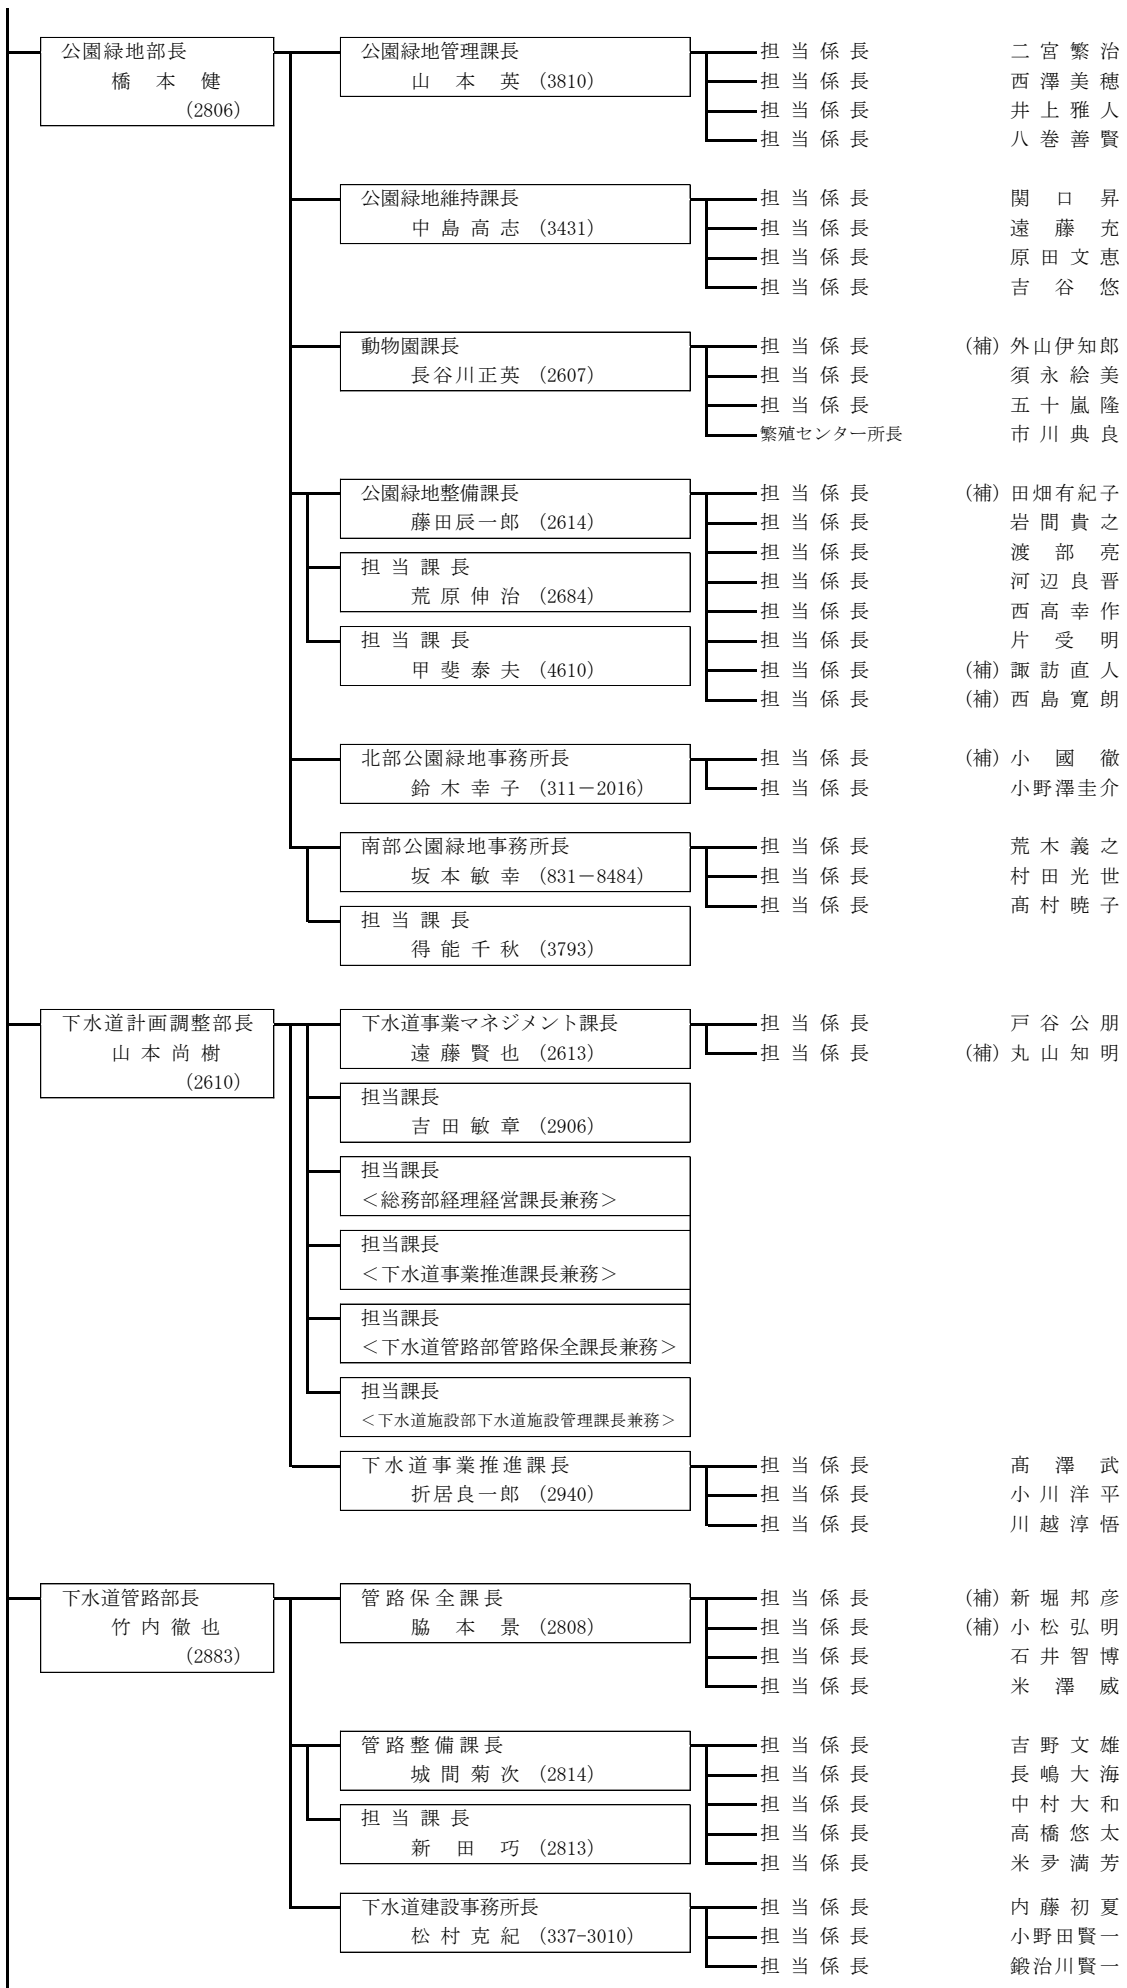 公園緑地部長
橋本健
(2806)
公園緑地管理課長
山本英 (3810)
担当係長 二宮繁治
担当係長 西澤美穂
担当係長 井上雅人
担当係長 八巻善賢
公園緑地維持課長
中島高志 (3431)
担当係長 関口昇
担当係長 遠藤充
担当係長 原田文恵
担当係長 吉谷悠
動物園課長
長谷川正英 (2607)
担当係長 (補) 外山伊知郎
担当係長 須永絵美
担当係長 五十嵐隆
繁殖センター所長 市川典良
公園緑地整備課長
藤田辰一郎 (2614)
担当課長
荒原伸治 (2684)
担当課長
甲斐泰夫 (4610)
担当係長 (補) 田畑有紀子
担当係長 岩間貴之
担当係長 渡部亮
担当係長 河辺良晋
担当係長 西高幸作
担当係長 片受明
担当係長 (補) 諏訪直人
担当係長 (補) 西島寛朗
北部公園緑地事務所長
鈴木幸子 (311－2016)
担当係長 (補) 小國徹
担当係長 小野澤圭介
南部公園緑地事務所長
坂本敏幸 (831－8484)
担当課長
得能千秋 (3793)
担当係長 荒木義之
担当係長 村田光世
担当係長 髙村暁子
下水道計画調整部長
山本尚樹
(2610)
下水道事業マネジメント課長
遠藤賢也 (2613)
担当係長 戸谷公朋
担当係長 (補) 丸山知明
担当課長
吉田敏章 (2906)
担当課長
＜総務部経理経営課長兼務＞
担当課長
＜下水道事業推進課長兼務＞
担当課長
＜下水道管路部管路保全課長兼務＞
担当課長
＜下水道施設部下水道施設管理課長兼務＞
下水道事業推進課長
折居良一郎 (2940)
担当係長 髙澤武
担当係長 小川洋平
担当係長 川越淳悟
下水道管路部長
竹内徹也
(2883)
管路保全課長
脇本景 (2808)
担当係長 (補) 新堀邦彦
担当係長 (補) 小松弘明
担当係長 石井智博
担当係長 米澤威
管路整備課長
城間菊次 (2814)
担当課長
新田巧 (2813)
担当係長 吉野文雄
担当係長 長嶋大海
担当係長 中村大和
担当係長 高橋悠太
担当係長 米夛満芳
下水道建設事務所長
松村克紀 (337-3010)
担当係長 内藤初夏
担当係長 小野田賢一
担当係長 鍛治川賢一